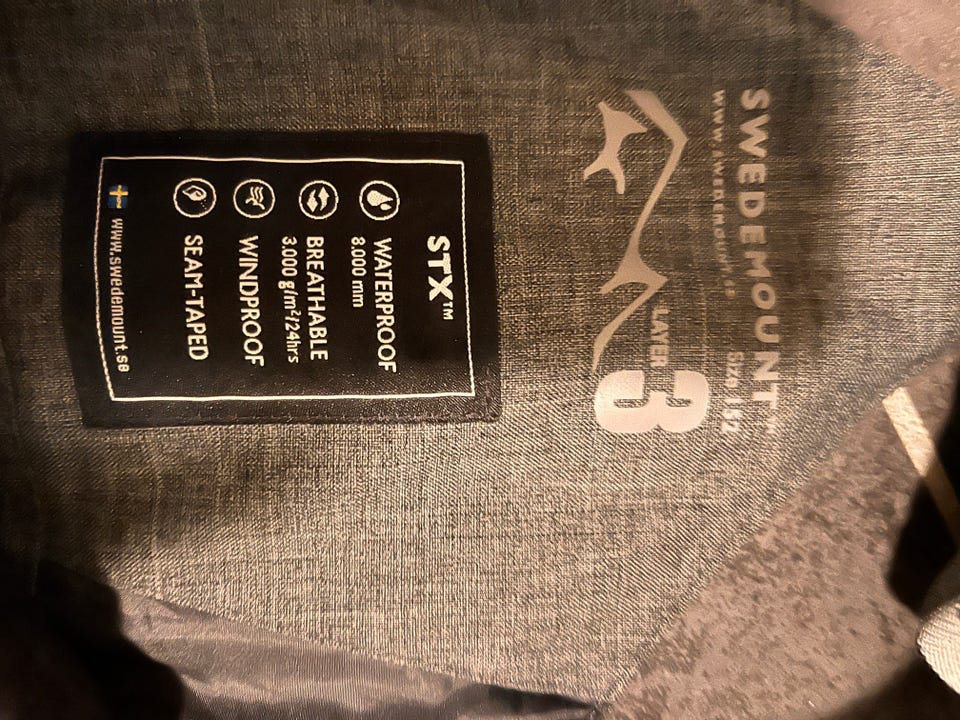 SWEDEMOUNT
www.swedemount.se
Size 152
LAYER 3
STX™
WATERPROOF
8.000 mm
BREATHABLE
3.000 g/m²/24hrs
WINDPROOF
SEAM-TAPED
www.swedemount.se